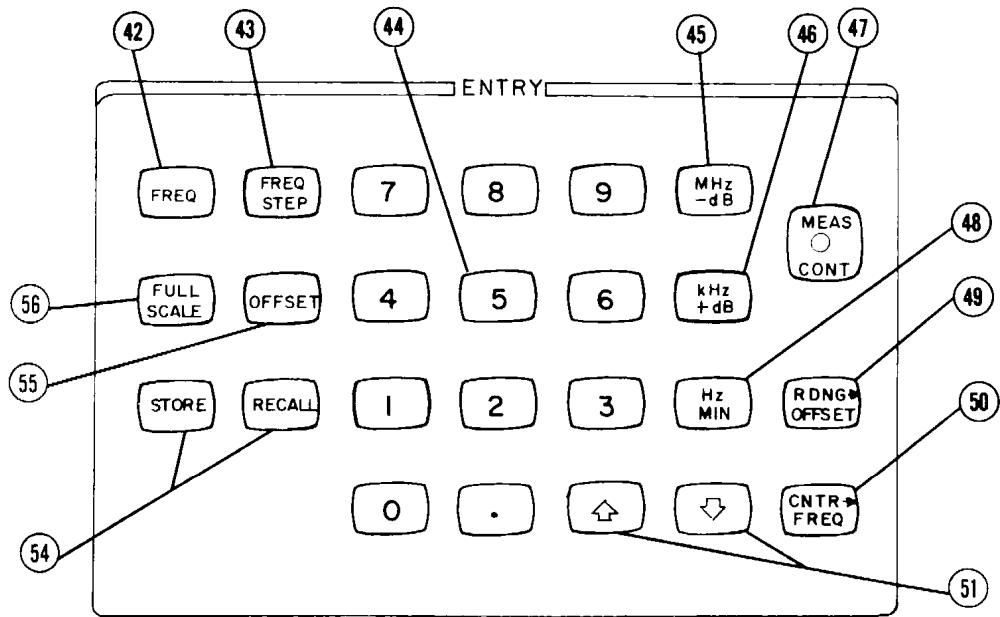 42 43 44 45 46 47
ENTRY
FREQ
FREQ
STEP
7
8
9
MHz
-dB
MEAS
CONT
48
56
FULL
SCALE
OFFSET
4
5
6
kHz
+dB
49
55
STORE
RECALL
1
2
3
Hz
MIN
RDNG→
OFFSET
50
54
0
.
⇧
⇩
CNTR→
FREQ
51